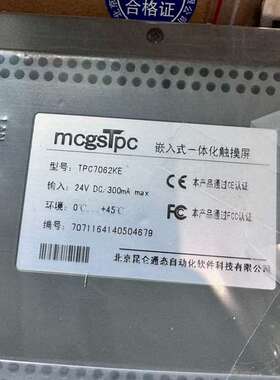 合格证
mcgsTpc 嵌入式一体化触摸屏
型号: TPC7062KE
CE 本产品通过CE认证
输入: 24V DC 300mA max
环境: 0℃... +45℃
FCC 本产品通过FCC认证
编号: 7071164140504679
北京昆仑通态自动化软件科技有限公司